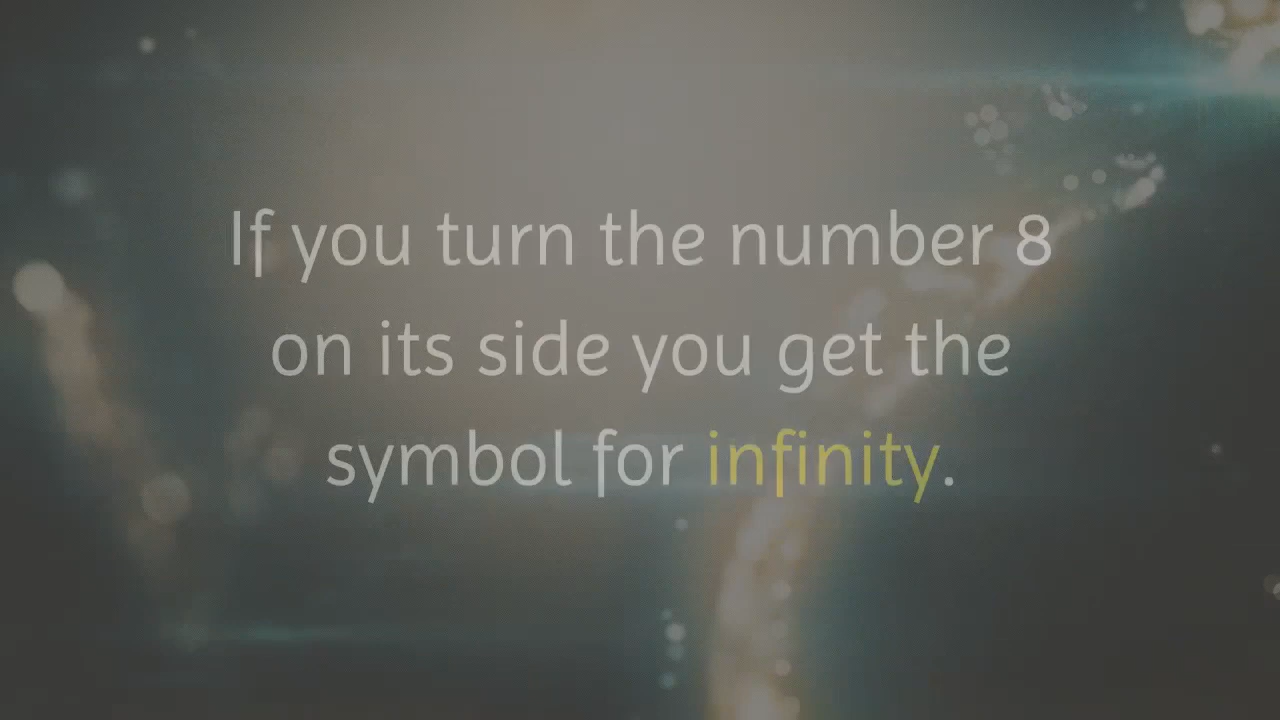 If you turn the number 8
on its side you get the
symbol for infinity.